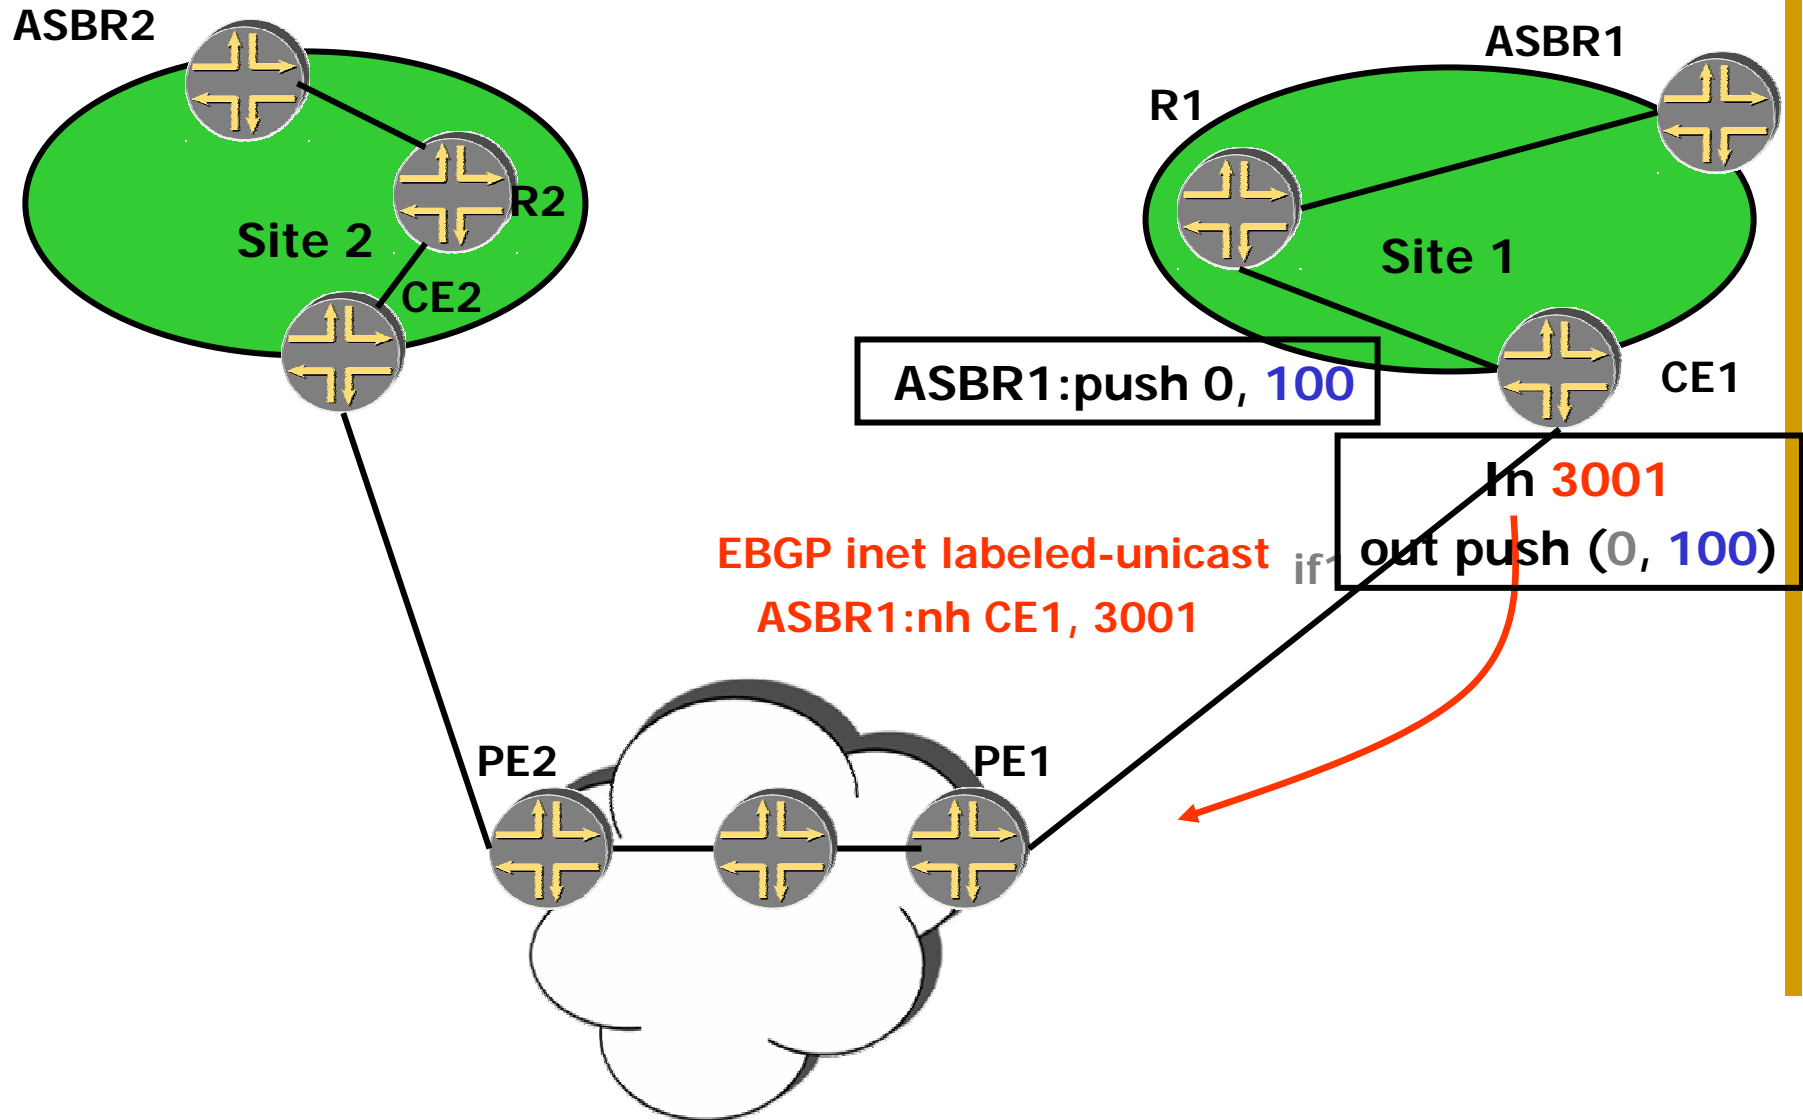 ASBR2
ASBR1
R1
R2
Site 2
Site 1
CE2
ASBR1:push 0, 100
CE1
In 3001
out push (0, 100)
EBGP inet labeled-unicast
if1
ASBR1:nh CE1, 3001
PE2
PE1